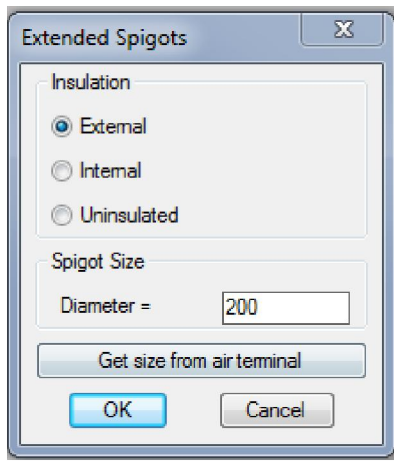 Extended Spigots
Insulation
External
Internal
Uninsulated
Spigot Size
Diameter = 200
Get size from air terminal
OK Cancel